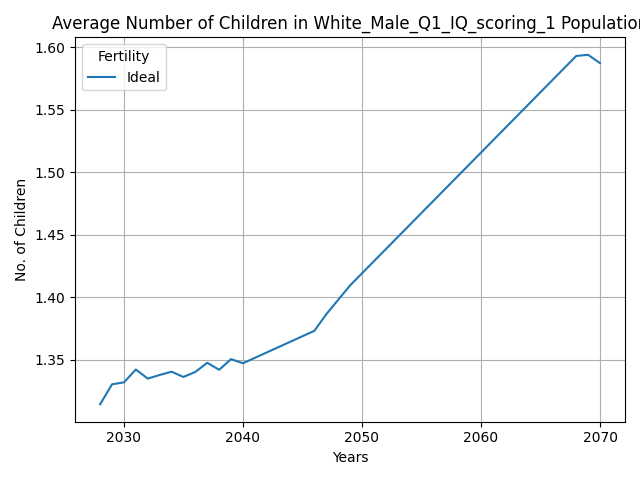 Average Number of Children in White_Male_Q1_IQ_scoring_1 Population
Fertility
Ideal
No. of Children
1.60
1.55
1.50
1.45
1.40
1.35
2030 2040 2050 2060 2070
Years